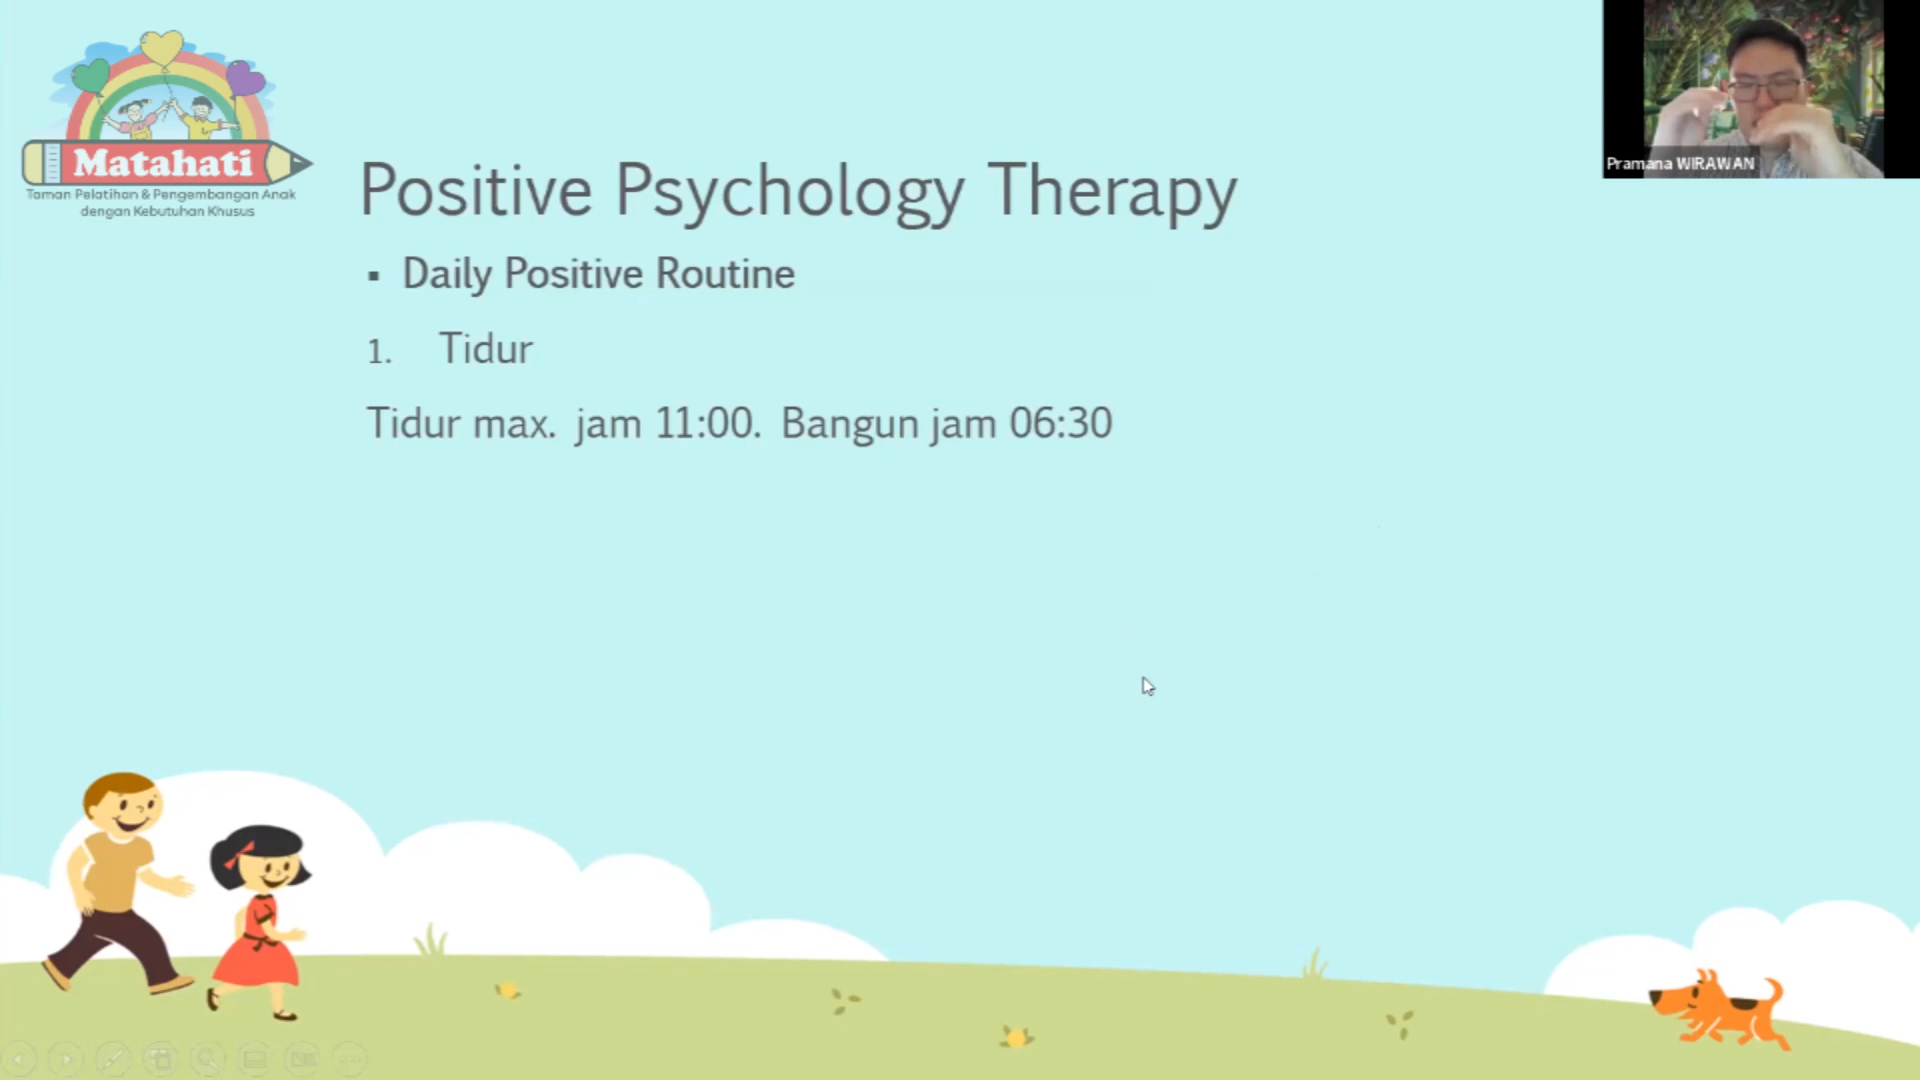 Matahati
Taman Pelatihan & Pengembangan Anak
dengan Kebutuhan Khusus
Pramana WIRAWAN
Positive Psychology Therapy
▪ Daily Positive Routine
1. Tidur
Tidur max. jam 11:00. Bangun jam 06:30